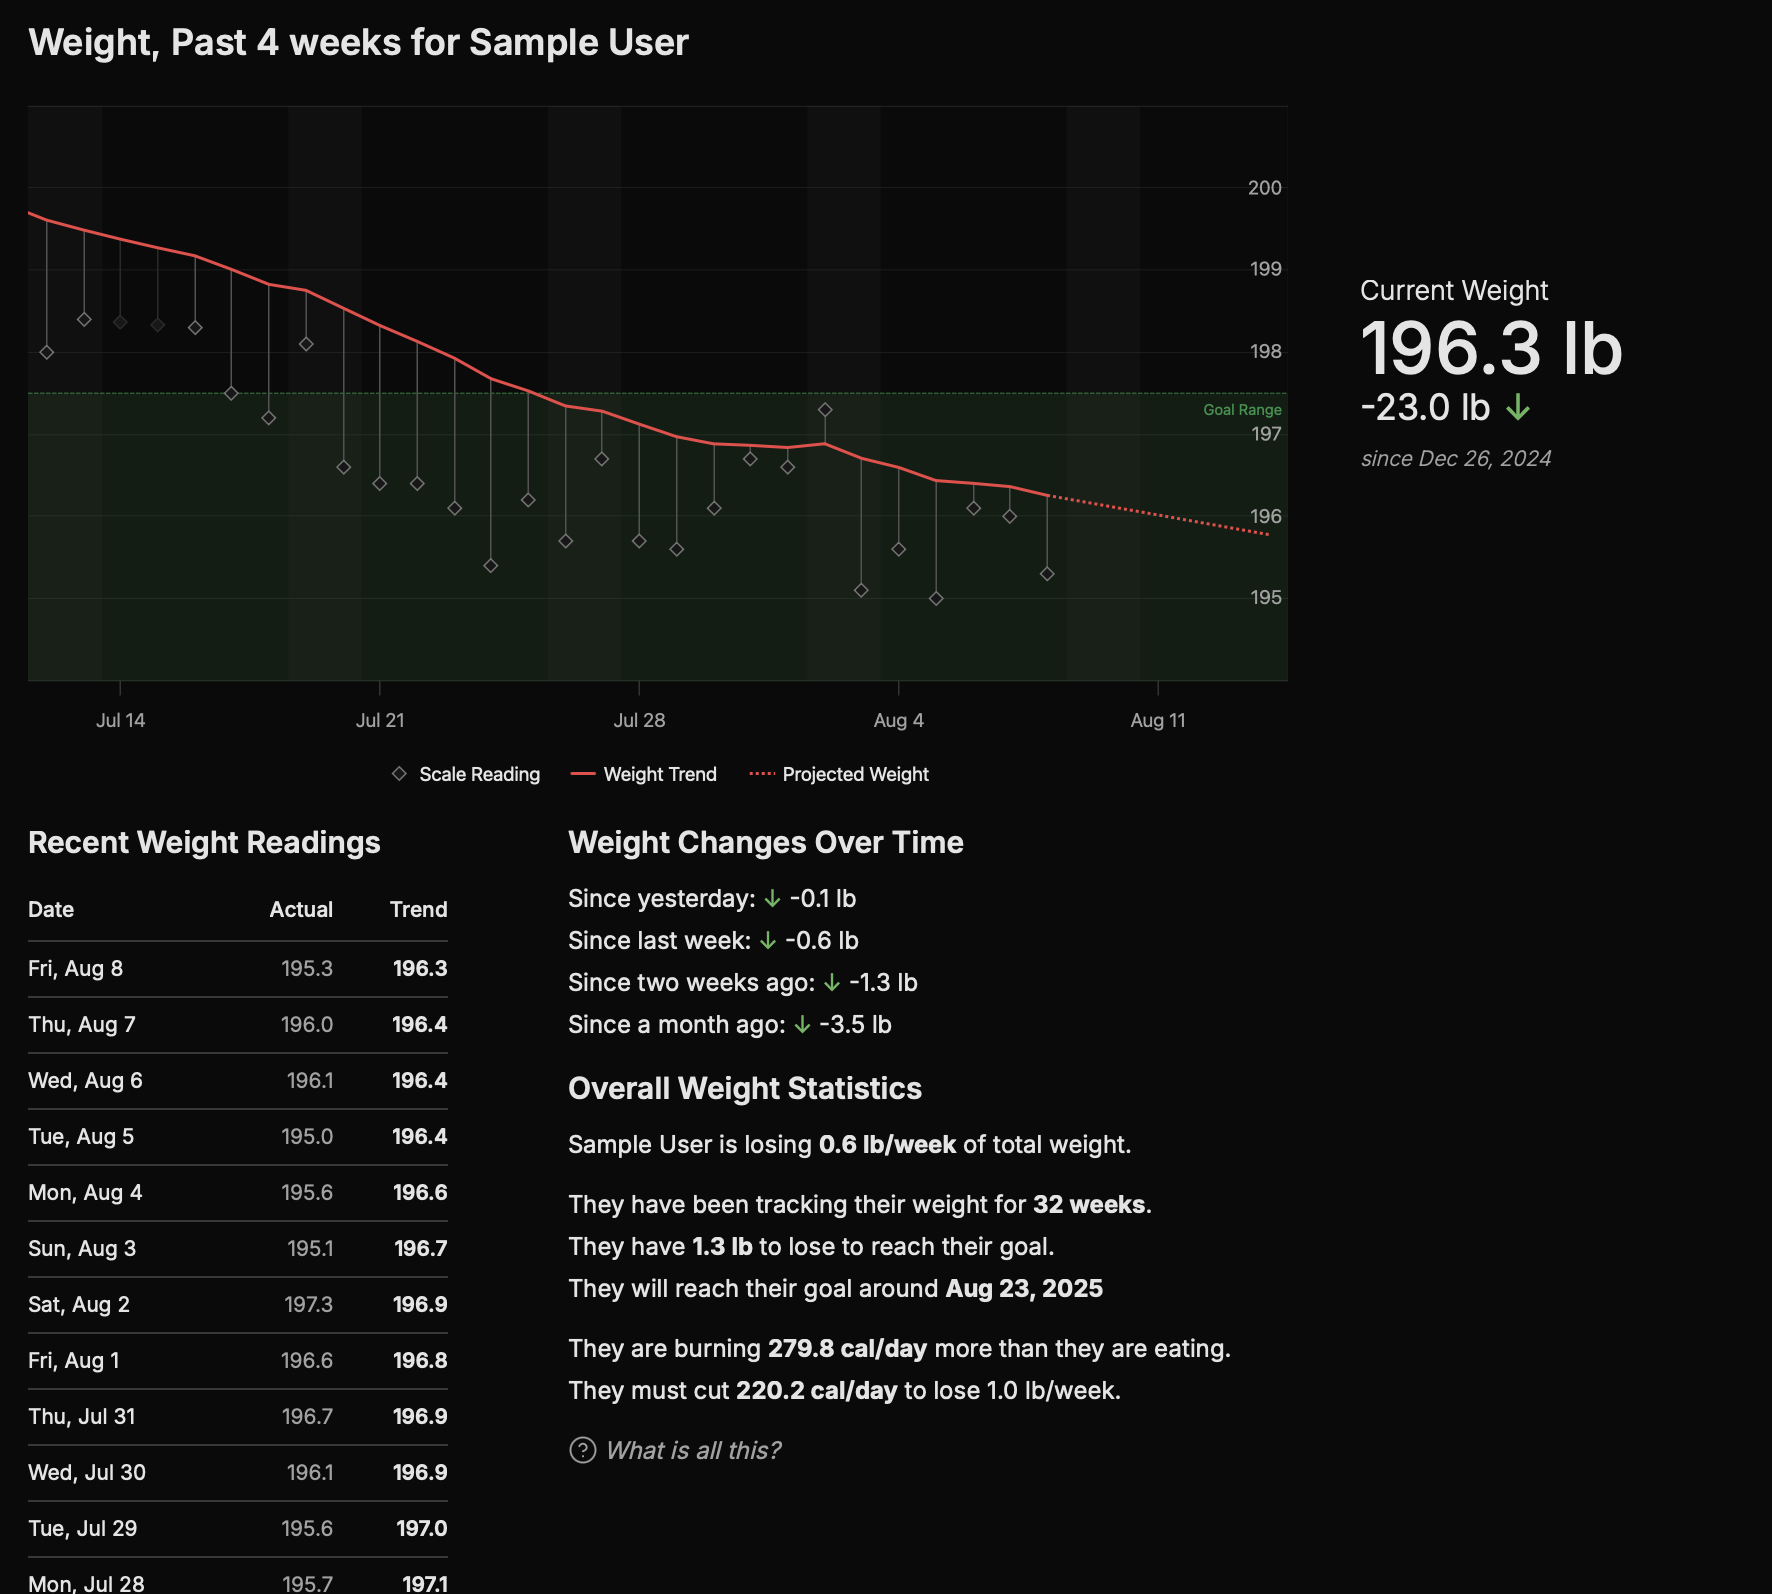 Weight, Past 4 weeks for Sample User
200
199
198
Goal Range
197
196
195
Jul 14 Jul 21 Jul 28 Aug 4 Aug 11
Scale Reading Weight Trend Projected Weight
Current Weight
196.3 lb
-23.0 lb ↓
since Dec 26, 2024
Recent Weight Readings
Date Actual Trend
Fri, Aug 8 195.3 196.3
Thu, Aug 7 196.0 196.4
Wed, Aug 6 196.1 196.4
Tue, Aug 5 195.0 196.4
Mon, Aug 4 195.6 196.6
Sun, Aug 3 195.1 196.7
Sat, Aug 2 197.3 196.9
Fri, Aug 1 196.6 196.8
Thu, Jul 31 196.7 196.9
Wed, Jul 30 196.1 196.9
Tue, Jul 29 195.6 197.0
Mon, Jul 28 195.7 197.1
Weight Changes Over Time
Since yesterday: ↓ -0.1 lb
Since last week: ↓ -0.6 lb
Since two weeks ago: ↓ -1.3 lb
Since a month ago: ↓ -3.5 lb
Overall Weight Statistics
Sample User is losing 0.6 lb/week of total weight.
They have been tracking their weight for 32 weeks.
They have 1.3 lb to lose to reach their goal.
They will reach their goal around Aug 23, 2025
They are burning 279.8 cal/day more than they are eating.
They must cut 220.2 cal/day to lose 1.0 lb/week.
? What is all this?